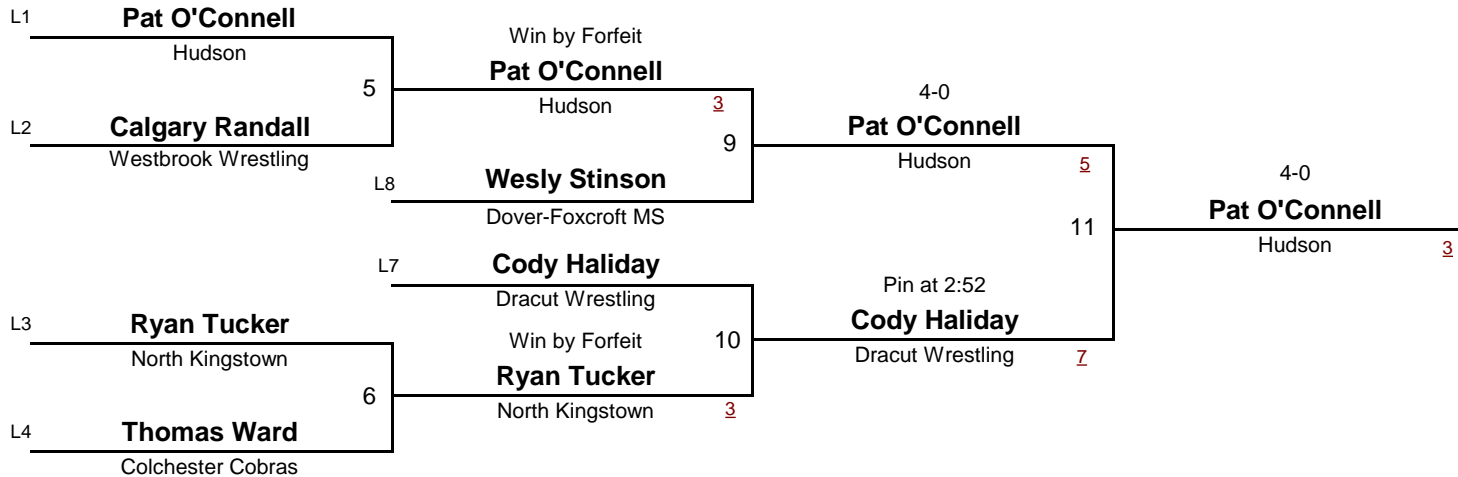 L1 Pat O'Connell
Hudson
5
L2 Calgary Randall
Westbrook Wrestling
Win by Forfeit
Pat O'Connell
Hudson 3
9
L8 Wesly Stinson
Dover-Foxcroft MS
4-0
Pat O'Connell
Hudson 5
11
4-0
Pat O'Connell
Hudson 3
L7 Cody Haliday
Dracut Wrestling
10
L3 Ryan Tucker
North Kingstown
6
L4 Thomas Ward
Colchester Cobras
Win by Forfeit
Ryan Tucker
North Kingstown 3
Pin at 2:52
Cody Haliday
Dracut Wrestling 7